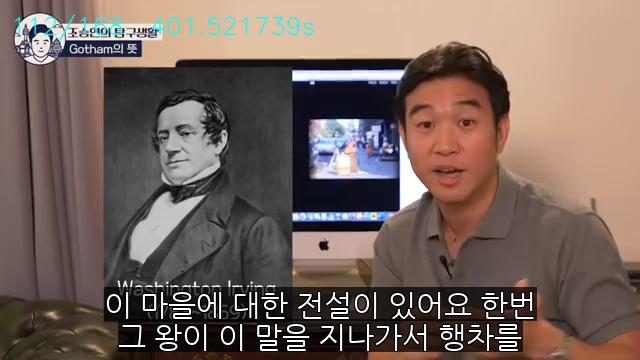 112/168 401.521739s
조승연의 탐구생활
Gotham의 뜻
Washington Irving
이 마을에 대한 전설이 있어요 한번
그 왕이 이 말을 지나가서 행차를